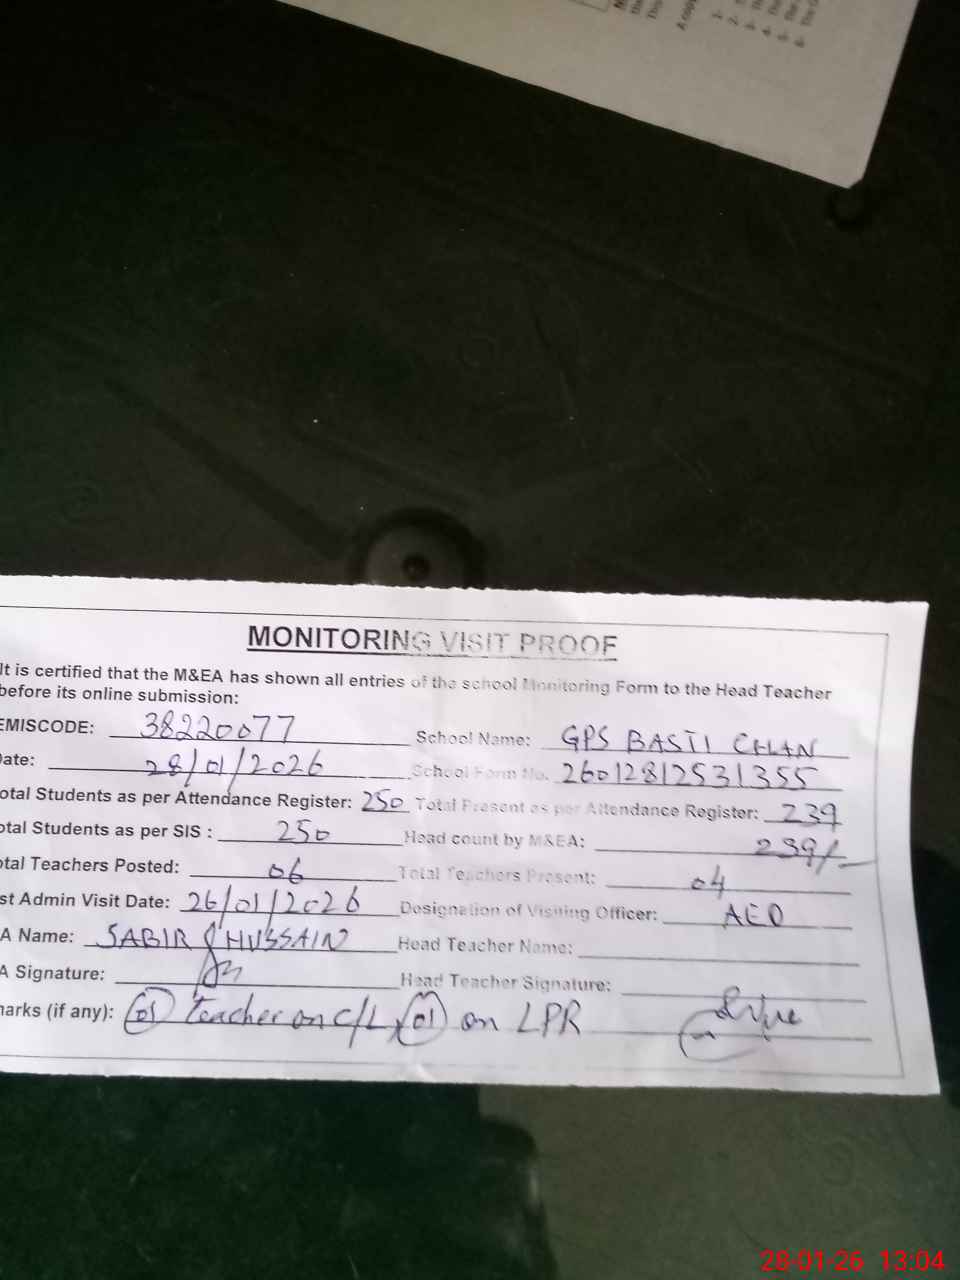 MONITORING VISIT PROOF
It is certified that the M&EA has shown all entries of the school Monitoring Form to the Head Teacher
before its online submission:
EMISCODE: 38220077 School Name: GPS BASTI CHAN
ate: 28/01/2026 School Form No. 26012812531355
otal Students as per Attendance Register: 250 Total Present as per Attendance Register: 239
otal Students as per SIS : 250 Head count by M&EA: 239/-
otal Teachers Posted: 06 Total Teachers Present: 04
st Admin Visit Date: 26/01/2026 Designation of Visiting Officer: AEO
A Name: SABIR HUSSAIN Head Teacher Name:
A Signature: Head Teacher Signature:
narks (if any): 01 teacher on C/L, 01 on LPR
28-01-26 13:04